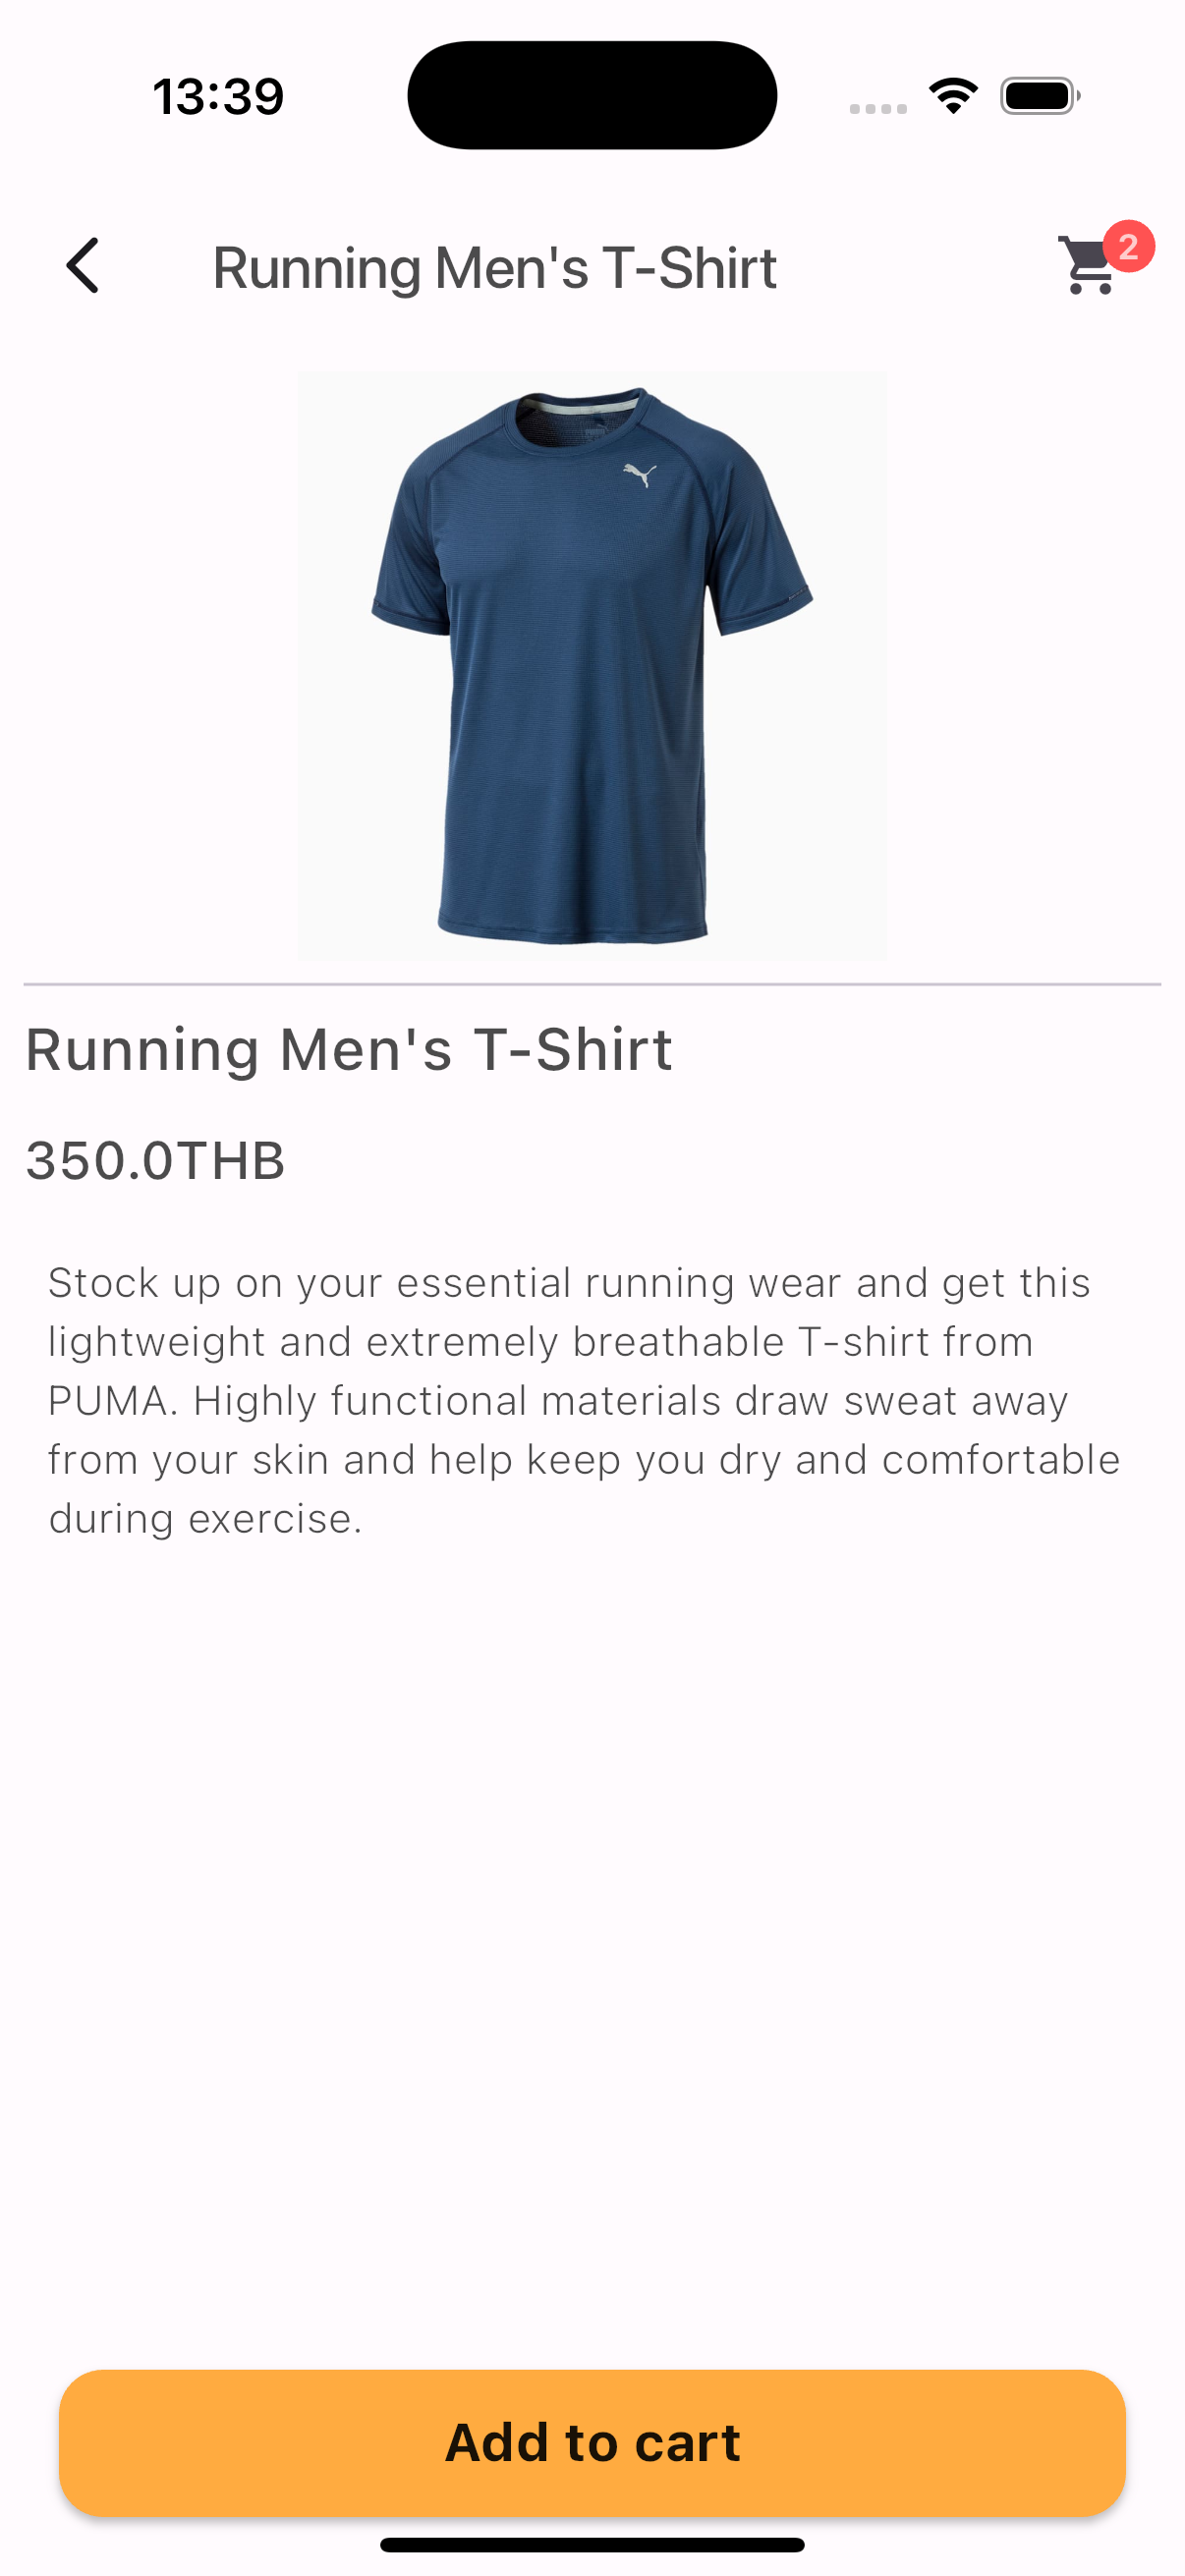 13:39
Running Men's T-Shirt
2
Running Men's T-Shirt
350.0THB
Stock up on your essential running wear and get this
lightweight and extremely breathable T-shirt from
PUMA. Highly functional materials draw sweat away
from your skin and help keep you dry and comfortable
during exercise.
Add to cart